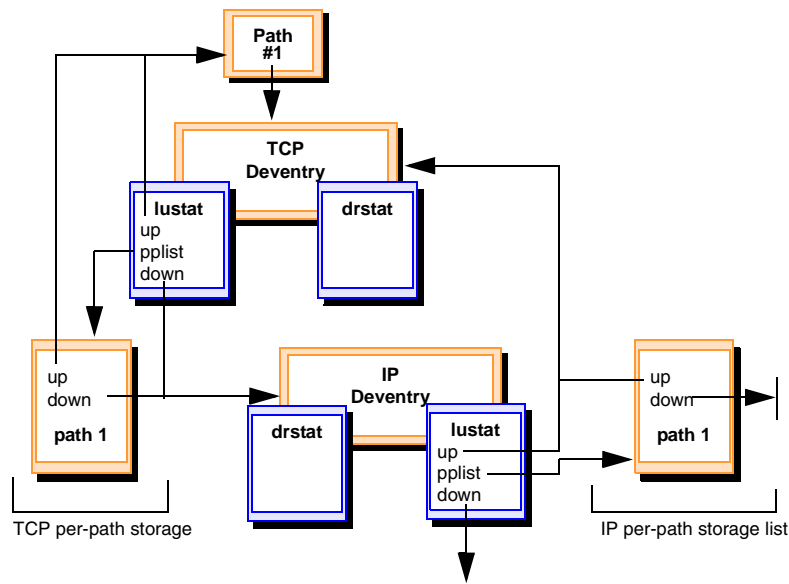 Path
#1
TCP
Deventry
lustat
up
pplist
down
drstat
up
down
path 1
TCP per-path storage
IP
Deventry
drstat
lustat
up
pplist
down
up
down
path 1
IP per-path storage list